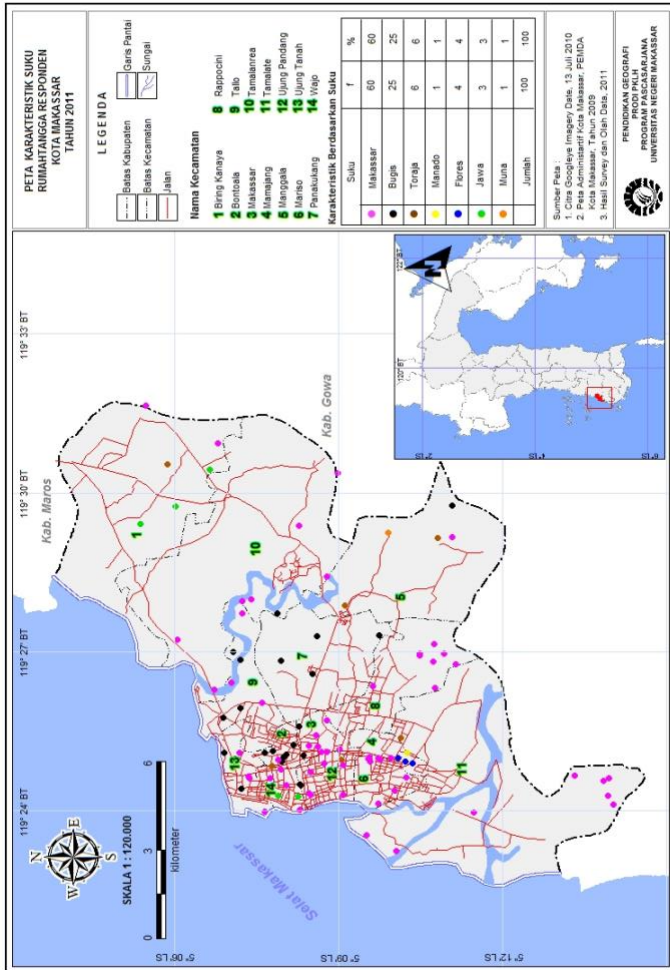 PETA KARAKTERISTIK SUKU
RUMAHTANGGA RESPONDEN
KOTA MAKASSAR
TAHUN 2011
LEGENDA
Batas Kabupaten
Batas Kecamatan
Jalan
Garis Pantai
Sungai
Nama Kecamatan
1 Biring Kanaya
2 Bontoala
3 Makassar
4 Mamajang
5 Manggala
6 Mariso
7 Panakukang
8 Rappocini
9 Tallo
10 Tamalanrea
11 Tamalate
12 Ujung Pandang
13 Ujung Tanah
14 Wajo
Karakteristik Berdasarkan Suku
Suku f %
Makassar 60 60
Bugis 25 25
Toraja 6 6
Manado 1 1
Flores 4 4
Jawa 3 3
Muna 1 1
Jumlah 100 100
Sumber Peta :
1. Citra Googleye Imagery Date, 13 Juli 2010
2. Peta Administartif Kota Makassar, PEMDA
Kota Makassar, Tahun 2009
3. Hasil Survey dan Olah Data, 2011
PENDIDIKAN GEOGRAFI
PRODI PKLH
PROGRAM PASCASARJANA
UNIVERSITAS NEGERI MAKASSAR
119° 24' BT
119° 27' BT
119° 30' BT
119° 33' BT
5° 06' LS
5° 09' LS
5° 12' LS
N
E
S
W
SKALA 1 : 120.000
0 3 6
kilometer
Selat Makassar
Kab. Maros
Kab. Gowa
1
2
3
4
5
6
7
8
9
10
11
12
13
14
N
120° BT
122° BT